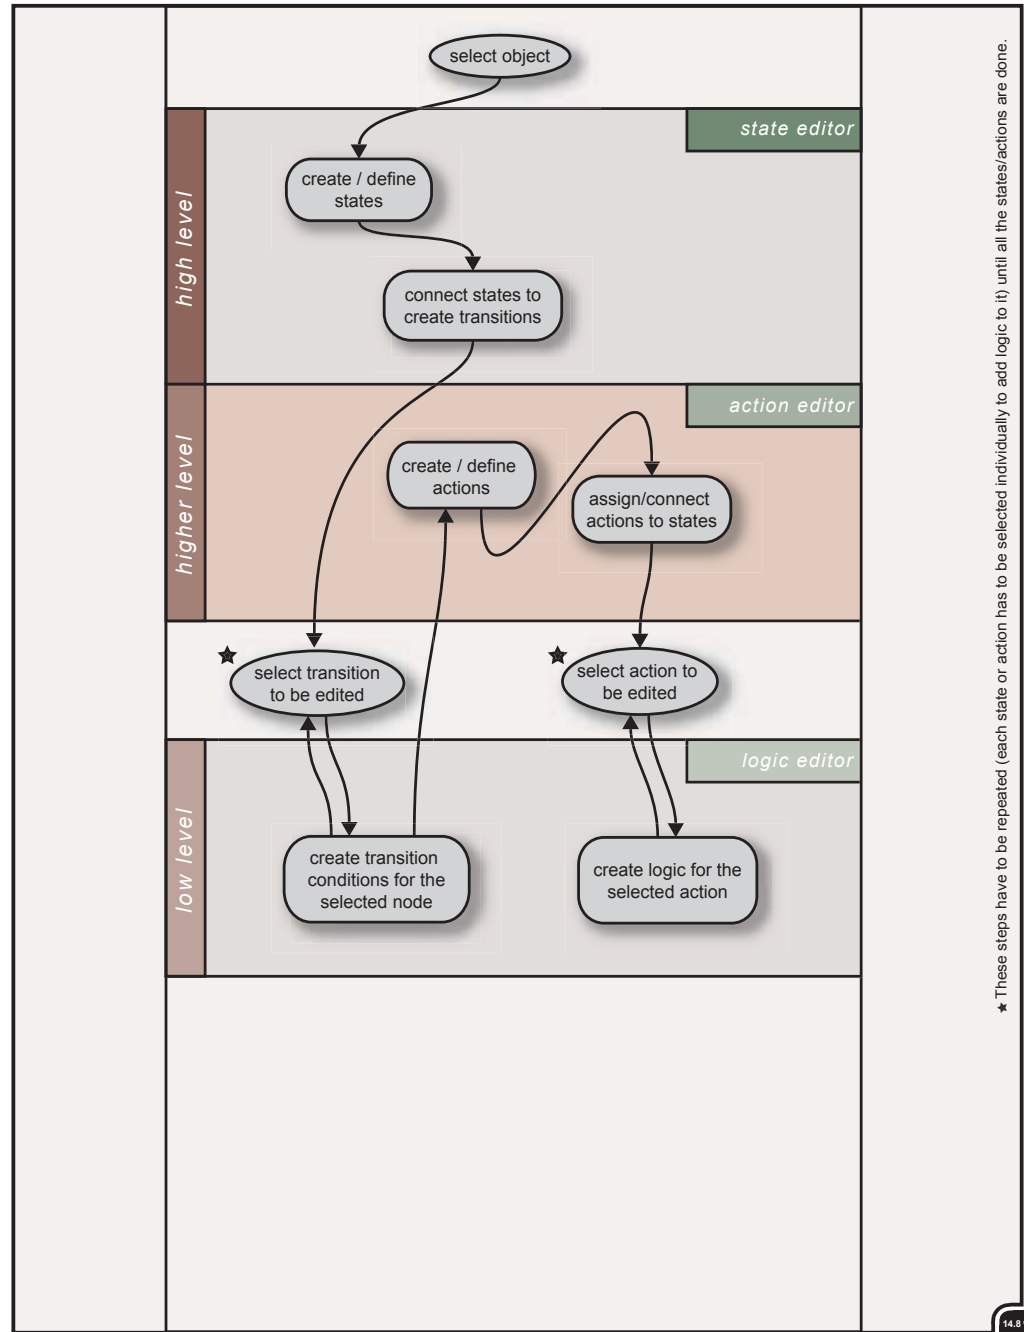 select object
state editor
high level
create / define
states
connect states to
create transitions
action editor
higher level
create / define
actions
assign/connect
actions to states
select transition
to be edited
select action to
be edited
logic editor
low level
create transition
conditions for the
selected node
create logic for the
selected action
★ These steps have to be repeated (each state or action has to be selected individually to add logic to it) until all the states/actions are done.
14.8